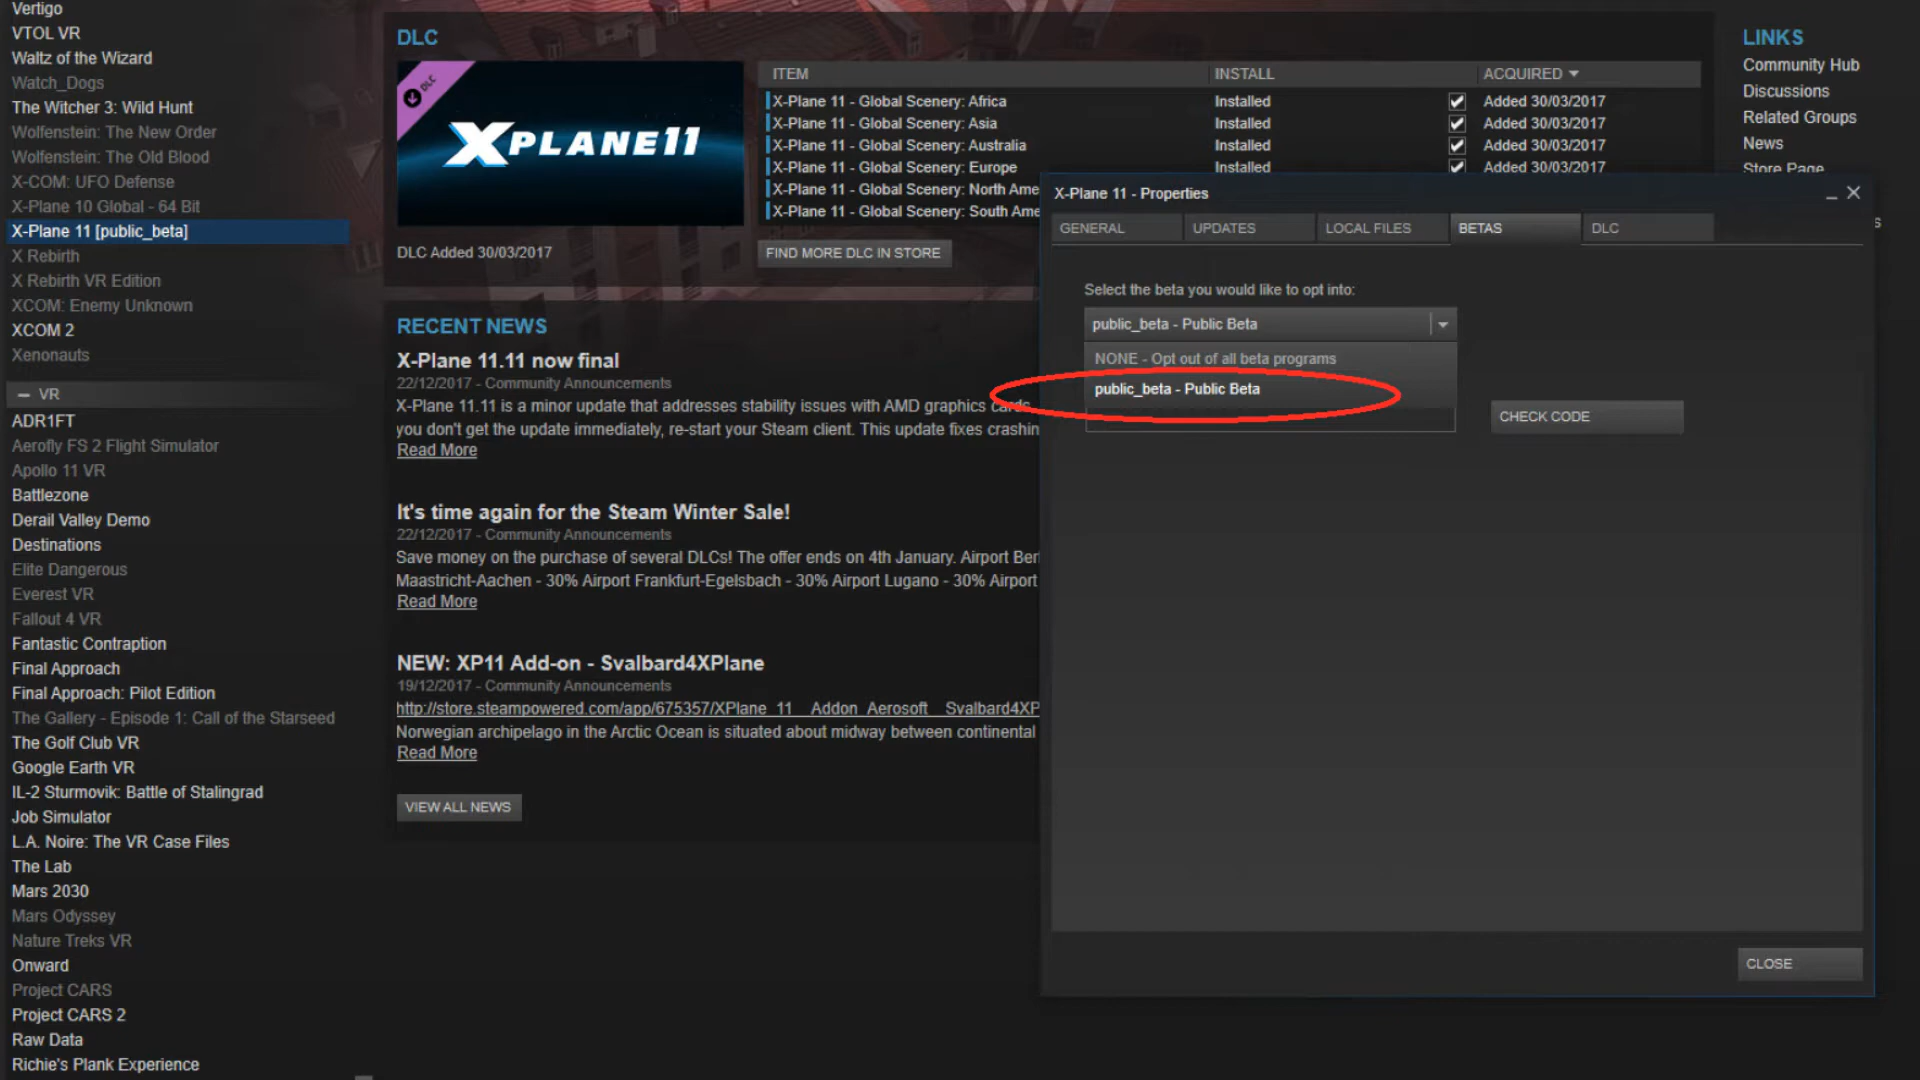 Vertigo
VTOL VR
Waltz of the Wizard
Watch_Dogs
The Witcher 3: Wild Hunt
Wolfenstein: The New Order
Wolfenstein: The Old Blood
X-COM: UFO Defense
X-Plane 10 Global - 64 Bit
X-Plane 11 [public_beta]
X Rebirth
X Rebirth VR Edition
XCOM: Enemy Unknown
XCOM 2
Xenonauts
— VR
ADR1FT
Aerofly FS 2 Flight Simulator
Apollo 11 VR
Battlezone
Derail Valley Demo
Destinations
Elite Dangerous
Everest VR
Fallout 4 VR
Fantastic Contraption
Final Approach
Final Approach: Pilot Edition
The Gallery - Episode 1: Call of the Starseed
The Golf Club VR
Google Earth VR
IL-2 Sturmovik: Battle of Stalingrad
Job Simulator
L.A. Noire: The VR Case Files
The Lab
Mars 2030
Mars Odyssey
Nature Treks VR
Onward
Project CARS
Project CARS 2
Raw Data
Richie's Plank Experience
DLC
DLC
XPLANE11
DLC Added 30/03/2017
ITEM INSTALL ACQUIRED
X-Plane 11 - Global Scenery: Africa Installed Added 30/03/2017
X-Plane 11 - Global Scenery: Asia Installed Added 30/03/2017
X-Plane 11 - Global Scenery: Australia Installed Added 30/03/2017
X-Plane 11 - Global Scenery: Europe Installed Added 30/03/2017
X-Plane 11 - Global Scenery: North Ame
X-Plane 11 - Global Scenery: South Ame
FIND MORE DLC IN STORE
RECENT NEWS
X-Plane 11.11 now final
22/12/2017 - Community Announcements
X-Plane 11.11 is a minor update that addresses stability issues with AMD graphics cards
you don't get the update immediately, re-start your Steam client. This update fixes crashin
Read More
It's time again for the Steam Winter Sale!
22/12/2017 - Community Announcements
Save money on the purchase of several DLCs! The offer ends on 4th January. Airport Ber
Maastricht-Aachen - 30% Airport Frankfurt-Egelsbach - 30% Airport Lugano - 30% Airport
Read More
NEW: XP11 Add-on - Svalbard4XPlane
19/12/2017 - Community Announcements
http://store.steampowered.com/app/675357/XPlane_11__Addon_Aerosoft__Svalbard4XP
Norwegian archipelago in the Arctic Ocean is situated about midway between continental
Read More
VIEW ALL NEWS
LINKS
Community Hub
Discussions
Related Groups
News
Store Page
s
X-Plane 11 - Properties
GENERAL UPDATES LOCAL FILES BETAS DLC
Select the beta you would like to opt into:
public_beta - Public Beta
NONE - Opt out of all beta programs
public_beta - Public Beta
CHECK CODE
CLOSE